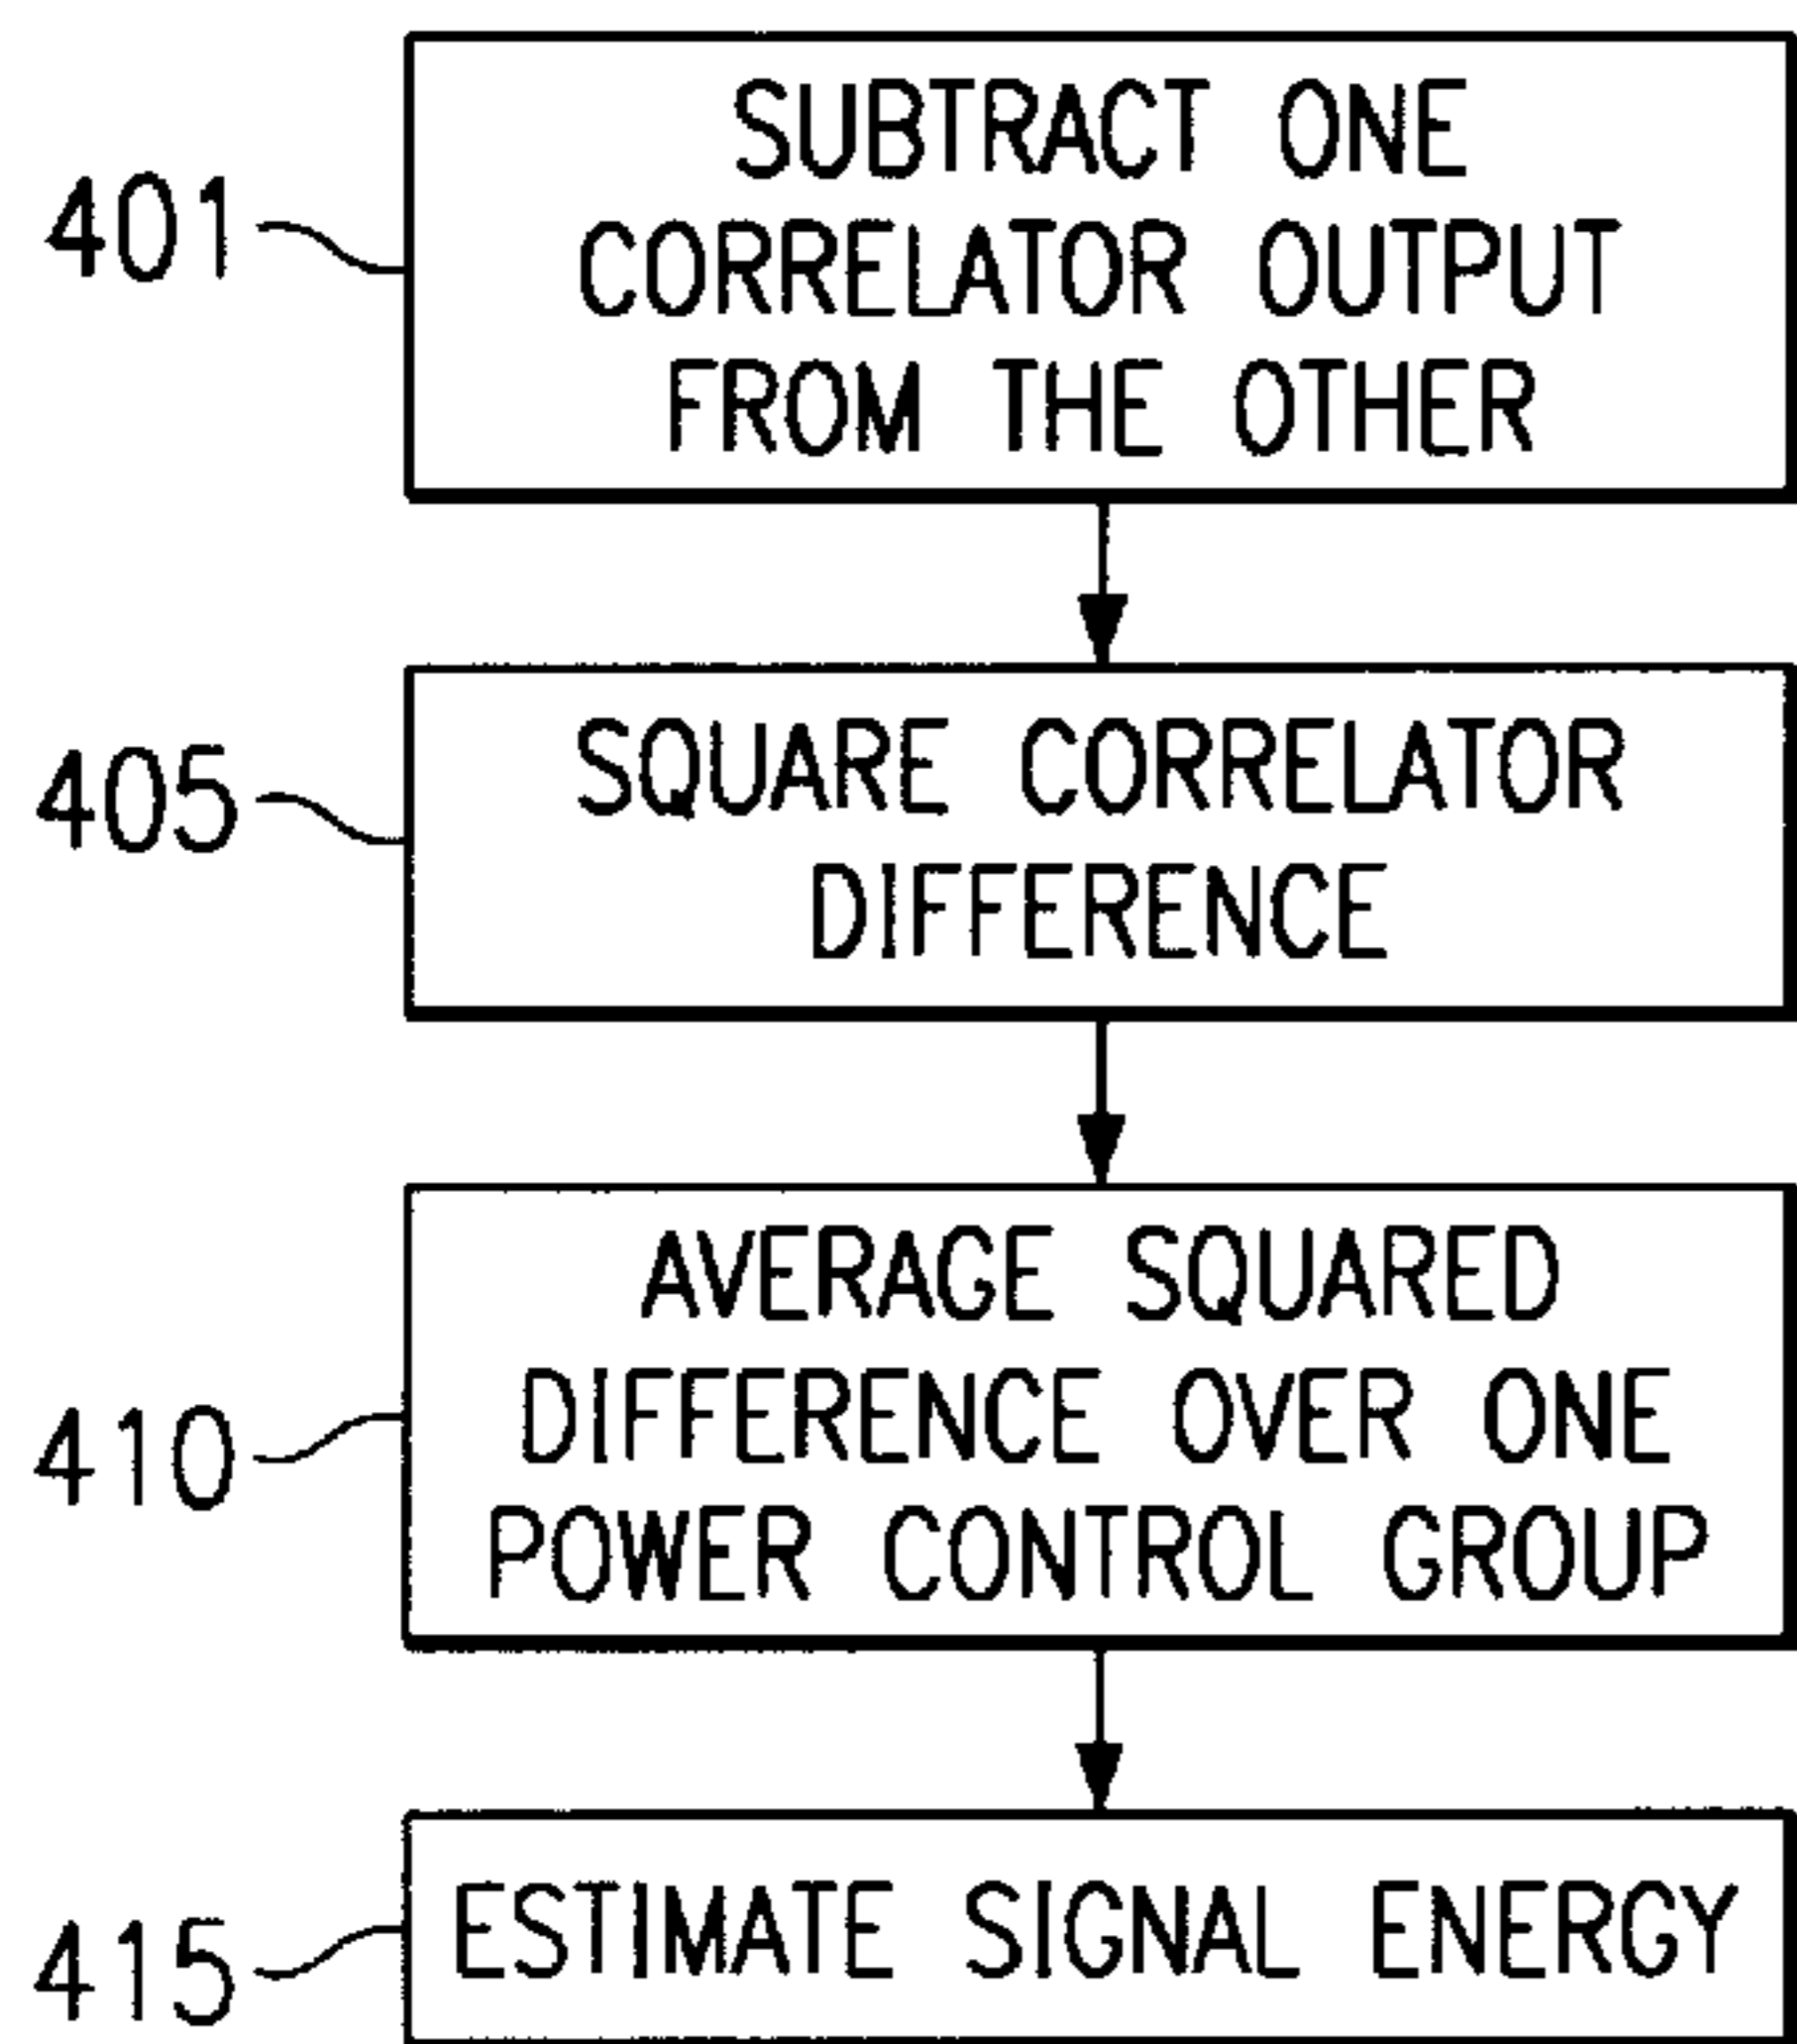 401
SUBTRACT ONE
CORRELATOR OUTPUT
FROM THE OTHER
405
SQUARE CORRELATOR
DIFFERENCE
410
AVERAGE SQUARED
DIFFERENCE OVER ONE
POWER CONTROL GROUP
415
ESTIMATE SIGNAL ENERGY